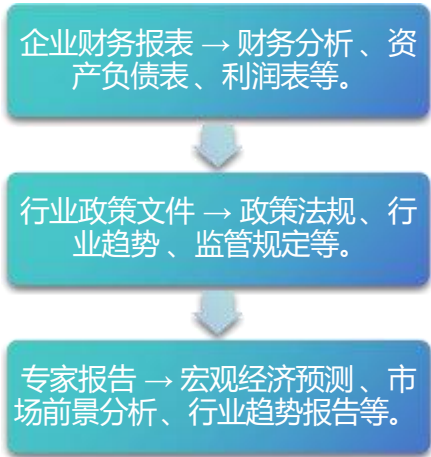 企业财务报表 → 财务分析 、资
产负债表 、利润表等。
行业政策文件 → 政策法规 、行
业趋势 、监管规定等。
专家报告 → 宏观经济预测 、市
场前景分析 、行业趋势报告等。